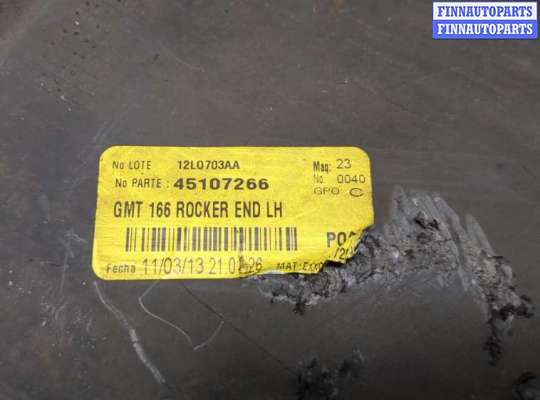 FINNAUTOPARTS
FINNAUTOPARTS
No LOTE 12L0703AA
Maq: 23
No PARTE : 45107266
No. 0040
GPO C
GMT 166 ROCKER END LH
Fecha 11/03/13
MAT: